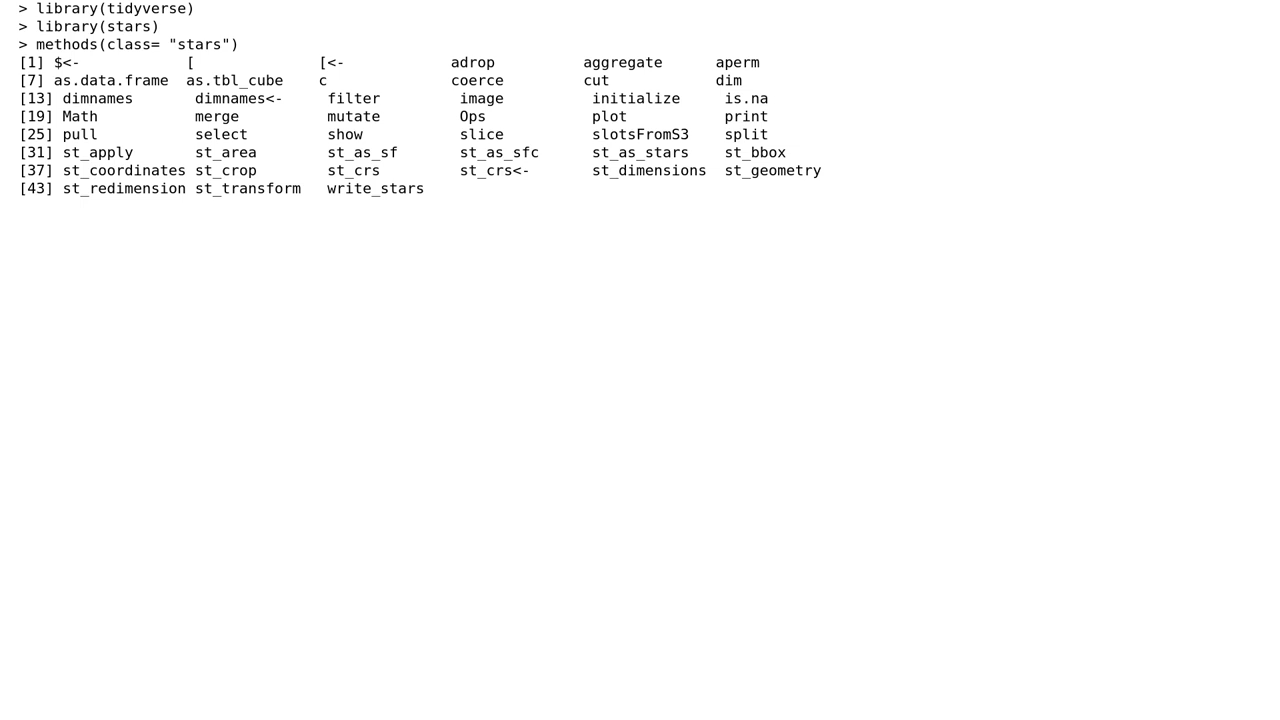 > library(tidyverse)
> library(stars)
> methods(class= "stars")
[1] $<-            [              [<-            adrop          aggregate      aperm
[7] as.data.frame  as.tbl_cube    c              coerce         cut            dim
[13] dimnames       dimnames<-     filter         image          initialize     is.na
[19] Math           merge          mutate         Ops            plot           print
[25] pull           select         show           slice          slotsFromS3    split
[31] st_apply       st_area        st_as_sf       st_as_sfc      st_as_stars    st_bbox
[37] st_coordinates st_crop        st_crs         st_crs<-       st_dimensions  st_geometry
[43] st_redimension st_transform   write_stars